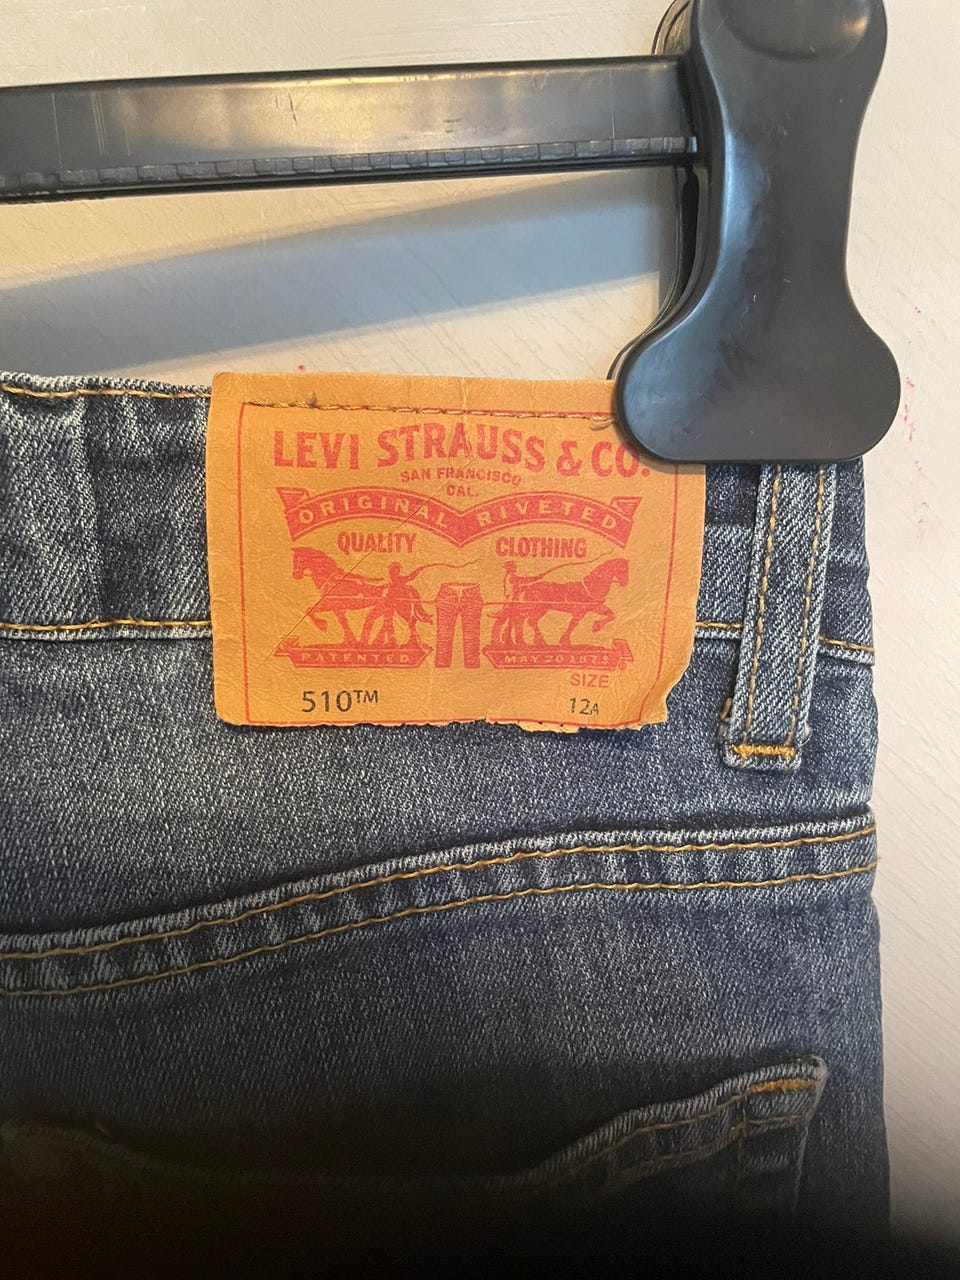 LEVI STRAUSS & CO.
SAN FRANCISCO
CAL.
ORIGINAL RIVETED
QUALITY CLOTHING
PATENTED MAY 20 1873
SIZE
510™ 12A